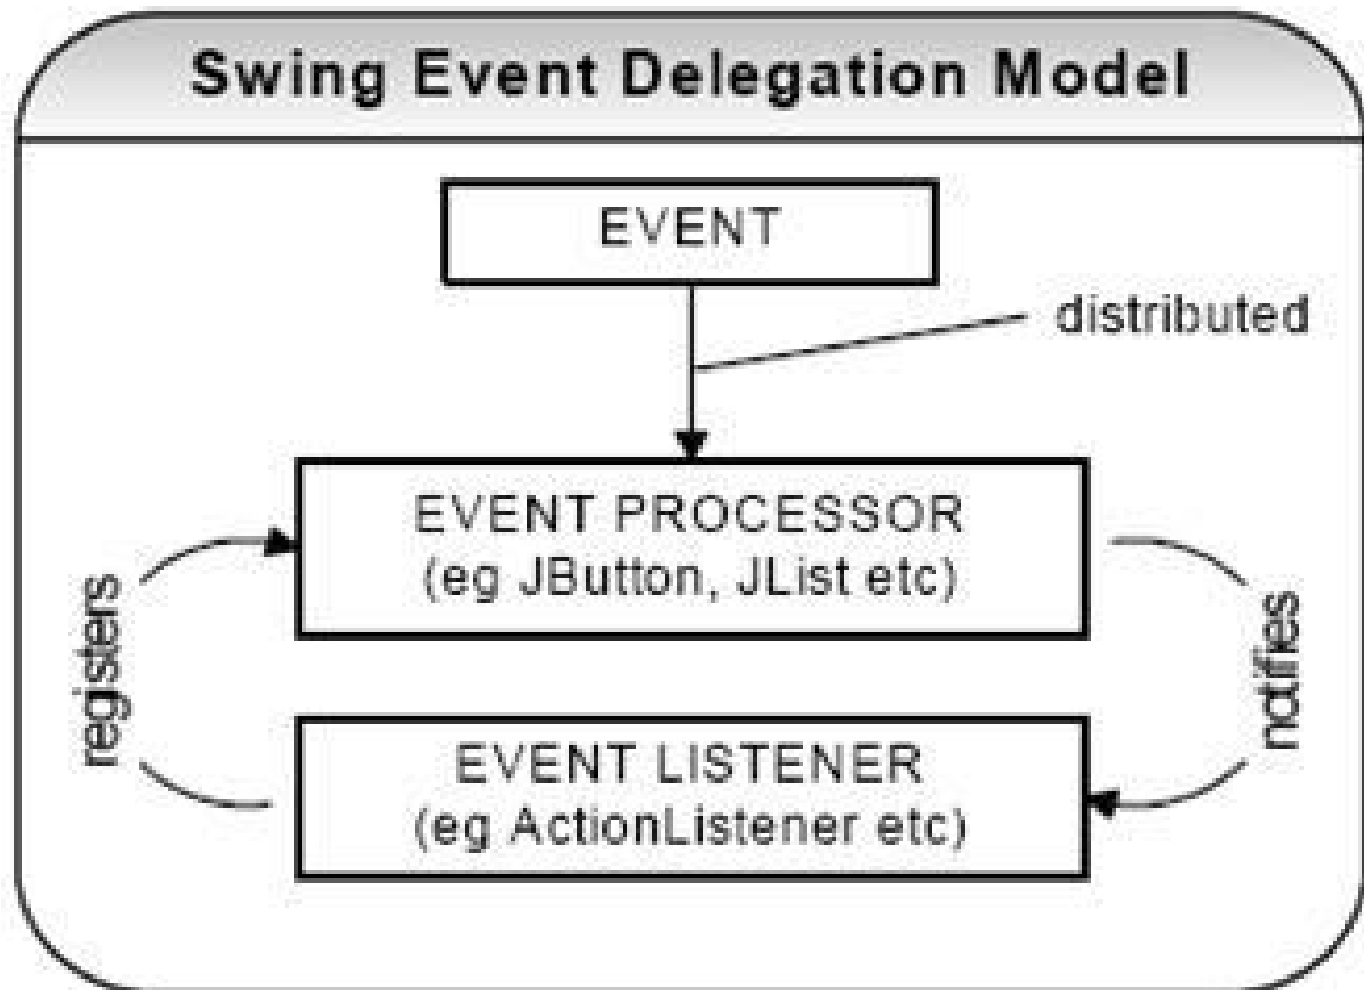 Swing Event Delegation Model
EVENT
distributed
EVENT PROCESSOR
(eg JButton, JList etc)
registers
notifies
EVENT LISTENER
(eg ActionListener etc)